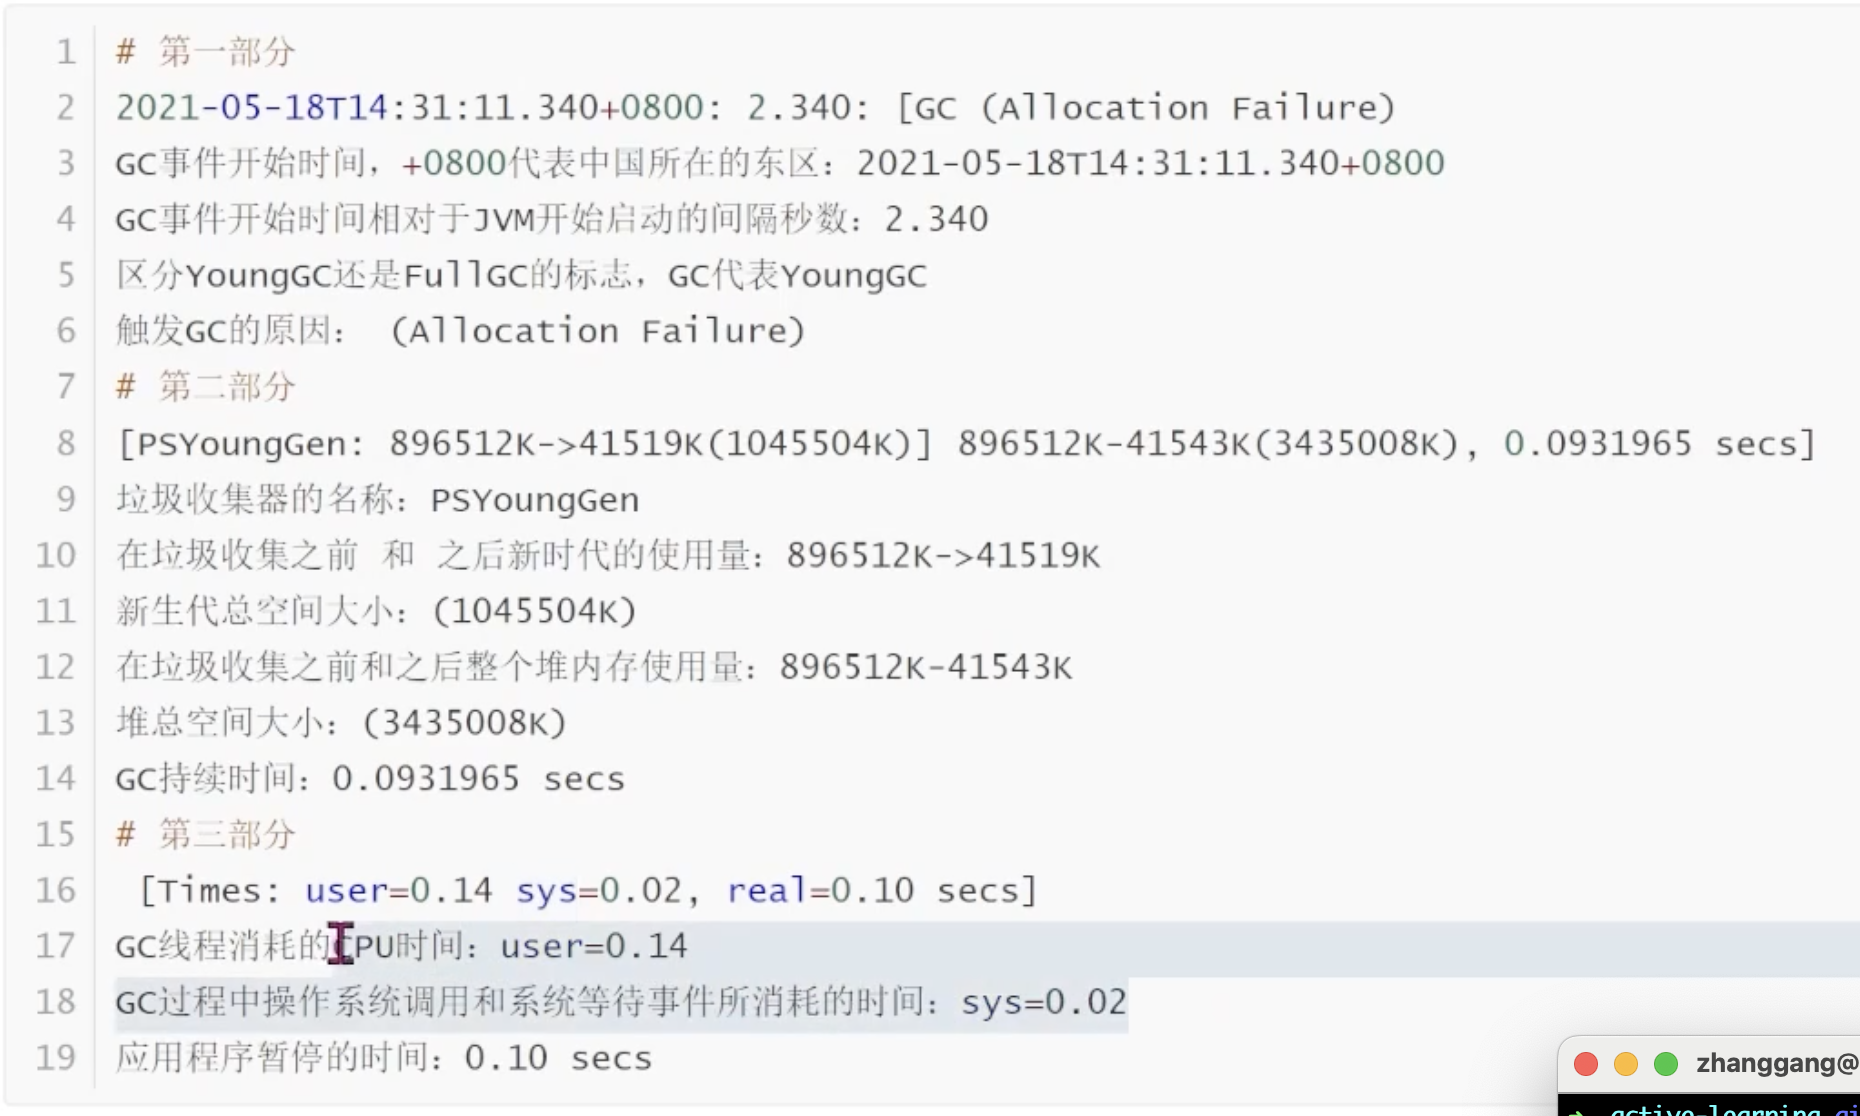 1 # 第一部分
2 2021-05-18T14:31:11.340+0800: 2.340: [GC (Allocation Failure)
3 GC事件开始时间，+0800代表中国所在的东区：2021-05-18T14:31:11.340+0800
4 GC事件开始时间相对于JVM开始启动的间隔秒数：2.340
5 区分YoungGC还是FullGC的标志，GC代表YoungGC
6 触发GC的原因： (Allocation Failure)
7 # 第二部分
8 [PSYoungGen: 896512K->41519K(1045504K)] 896512K-41543K(3435008K), 0.0931965 secs]
9 垃圾收集器的名称：PSYoungGen
10 在垃圾收集之前 和 之后新时代的使用量：896512K->41519K
11 新生代总空间大小：(1045504K)
12 在垃圾收集之前和之后整个堆内存使用量：896512K-41543K
13 堆总空间大小：(3435008K)
14 GC持续时间：0.0931965 secs
15 # 第三部分
16 [Times: user=0.14 sys=0.02, real=0.10 secs]
17 GC线程消耗的CPU时间：user=0.14
18 GC过程中操作系统调用和系统等待事件所消耗的时间：sys=0.02
19 应用程序暂停的时间：0.10 secs
zhanggang@